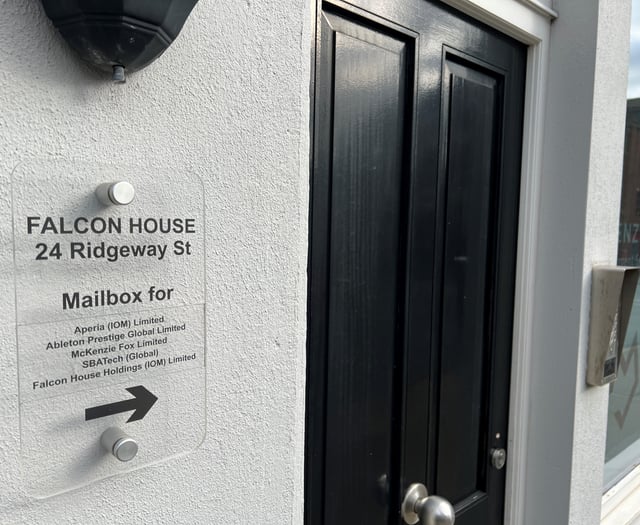 FALCON HOUSE
24 Ridgeway St
Mailbox for
Aperia (IOM) Limited
Ableton Prestige Global Limited
McKenzie Fox Limited
SBATech (Global)
Falcon House Holdings (IOM) Limited